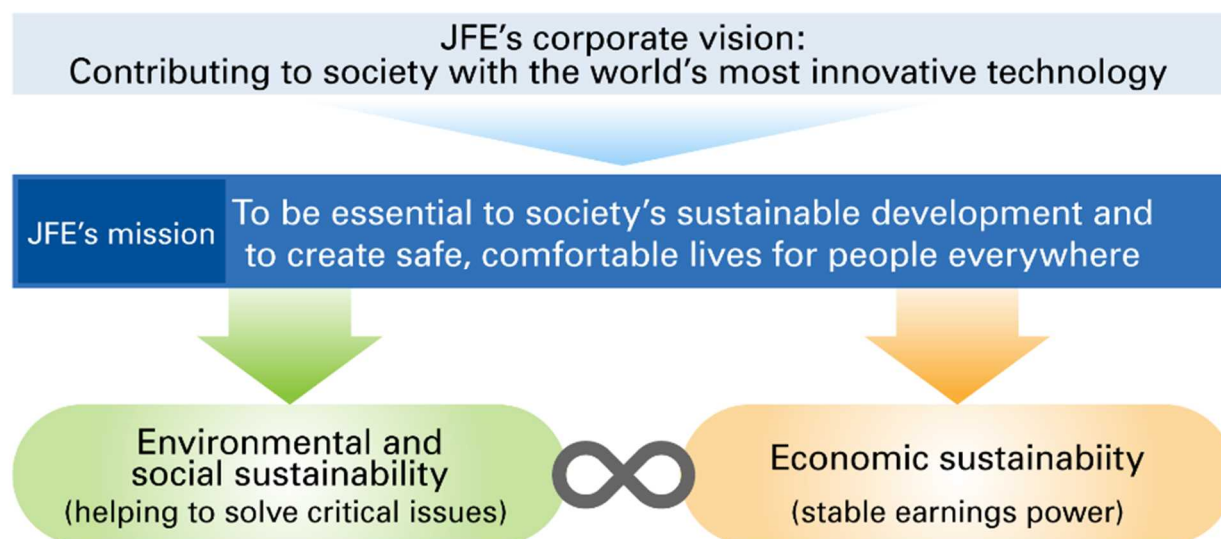 JFE's corporate vision:
Contributing to society with the world's most innovative technology
JFE's mission
To be essential to society's sustainable development and
to create safe, comfortable lives for people everywhere
Environmental and
social sustainability
(helping to solve critical issues)
Economic sustainabiity
(stable earnings power)